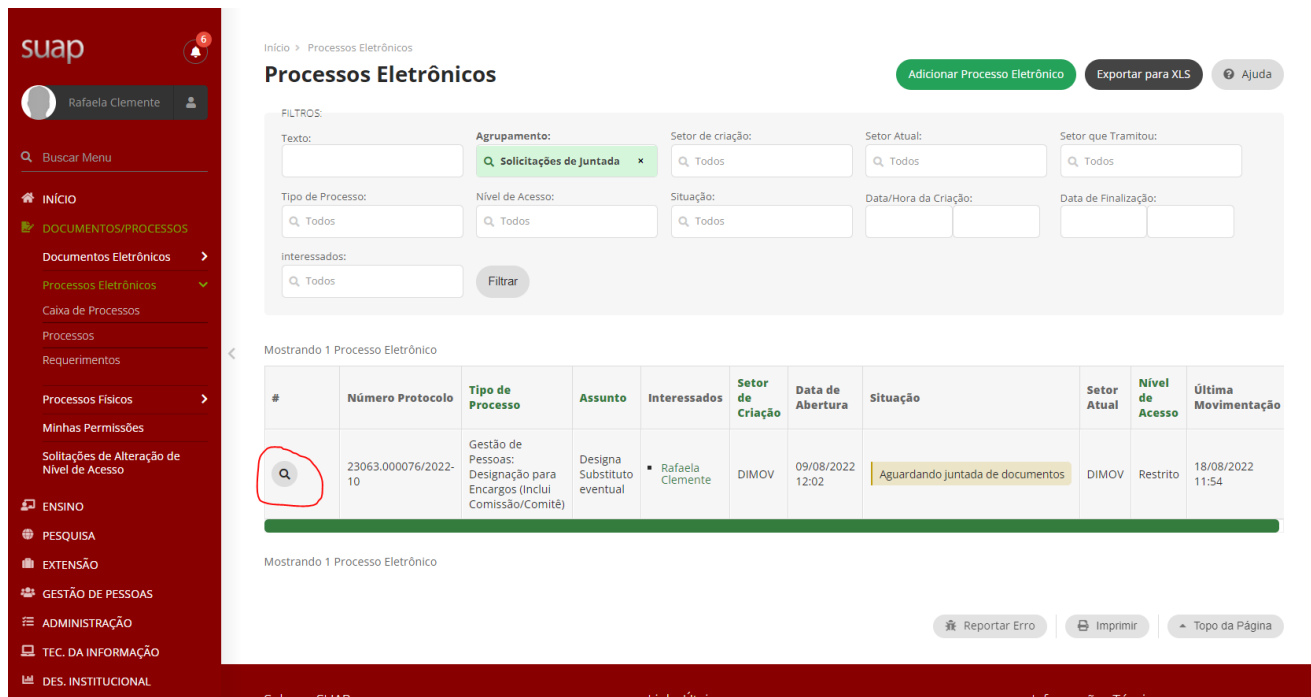 suap
6
Rafaela Clemente
Buscar Menu
INÍCIO
DOCUMENTOS/PROCESSOS
Documentos Eletrônicos
Processos Eletrônicos
Caixa de Processos
Processos
Requerimentos
Processos Físicos
Minhas Permissões
Solitações de Alteração de
Nível de Acesso
ENSINO
PESQUISA
EXTENSÃO
GESTÃO DE PESSOAS
ADMINISTRAÇÃO
TEC. DA INFORMAÇÃO
DES. INSTITUCIONAL
Início > Processos Eletrônicos
Processos Eletrônicos
Adicionar Processo Eletrônico Exportar para XLS Ajuda
FILTROS:
Texto: Agrupamento: Setor de criação: Setor Atual: Setor que Tramitou:
Solicitações de Juntada × Todos Todos Todos
Tipo de Processo: Nível de Acesso: Situação: Data/Hora da Criação: Data de Finalização:
Todos Todos Todos
Interessados:
Todos Filtrar
Mostrando 1 Processo Eletrônico
# Número Protocolo Tipo de Processo Assunto Interessados Setor de Criação Data de Abertura Situação Setor Atual Nível de Acesso Última Movimentação
23063.000076/2022-10 Gestão de Pessoas: Designação para Encargos (Inclui Comissão/Comitê) Designa Substituto eventual Rafaela Clemente DIMOV 09/08/2022 12:02 Aguardando juntada de documentos DIMOV Restrito 18/08/2022 11:54
Mostrando 1 Processo Eletrônico
Reportar Erro Imprimir Topo da Página